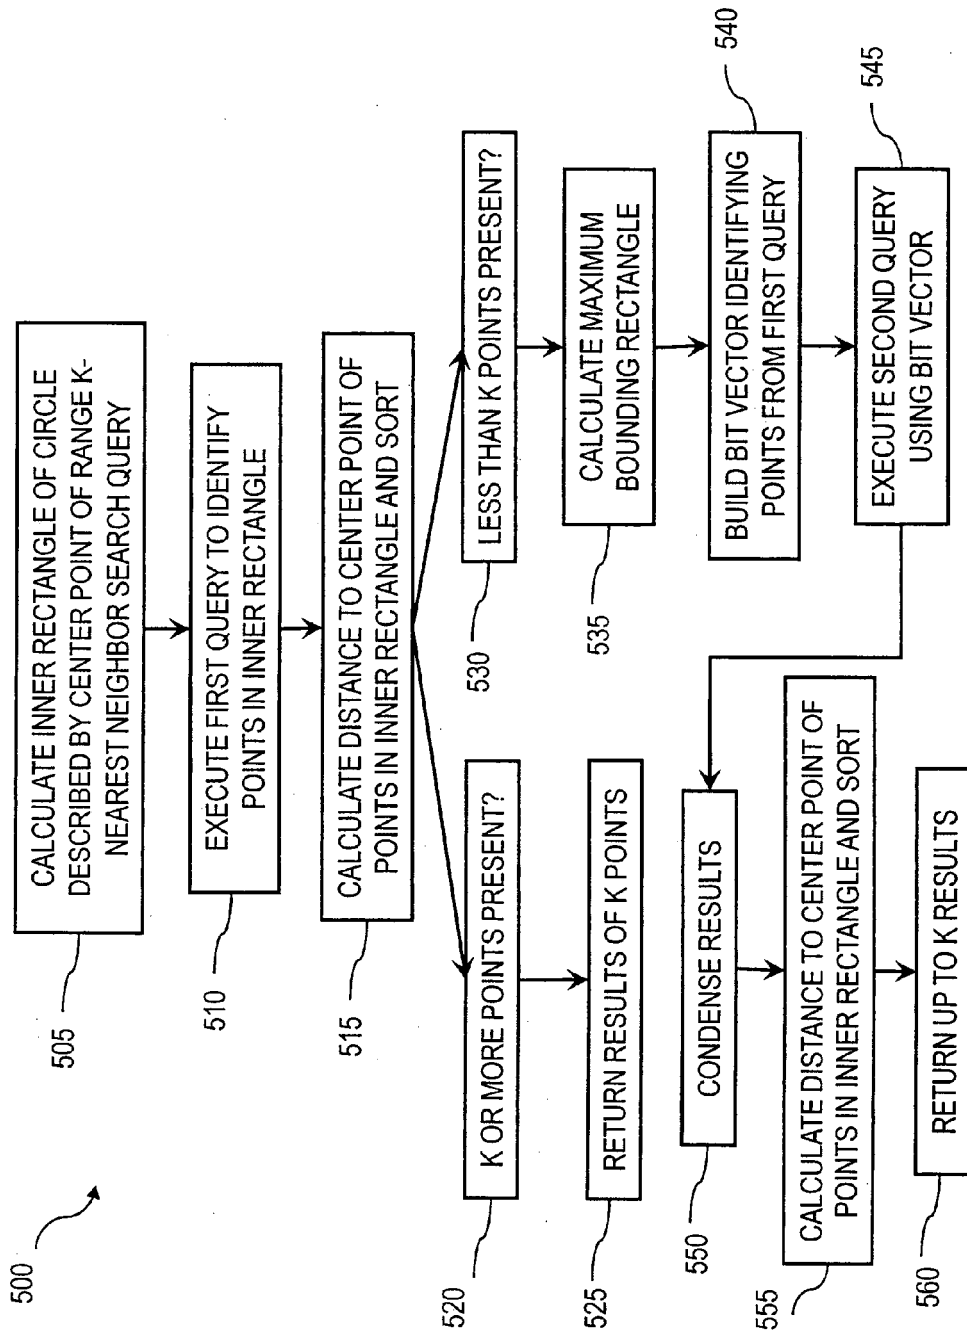 500
CALCULATE INNER RECTANGLE OF CIRCLE
DESCRIBED BY CENTER POINT OF RANGE K-
NEAREST NEIGHBOR SEARCH QUERY
505
EXECUTE FIRST QUERY TO IDENTIFY
POINTS IN INNER RECTANGLE
510
CALCULATE DISTANCE TO CENTER POINT OF
POINTS IN INNER RECTANGLE AND SORT
515
K OR MORE POINTS PRESENT?
520
RETURN RESULTS OF K POINTS
525
LESS THAN K POINTS PRESENT?
530
CALCULATE MAXIMUM
BOUNDING RECTANGLE
535
BUILD BIT VECTOR IDENTIFYING
POINTS FROM FIRST QUERY
540
EXECUTE SECOND QUERY
USING BIT VECTOR
545
CONDENSE RESULTS
550
CALCULATE DISTANCE TO CENTER POINT OF
POINTS IN INNER RECTANGLE AND SORT
555
RETURN UP TO K RESULTS
560